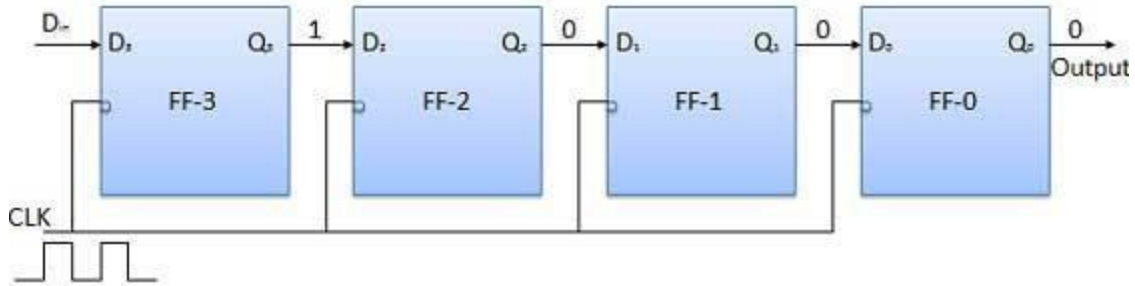 Dᵢₙ
D₃ Q₃ 1 D₂ Q₂ 0 D₁ Q₁ 0 D₀ Q₀ 0
Output
FF-3 FF-2 FF-1 FF-0
CLK